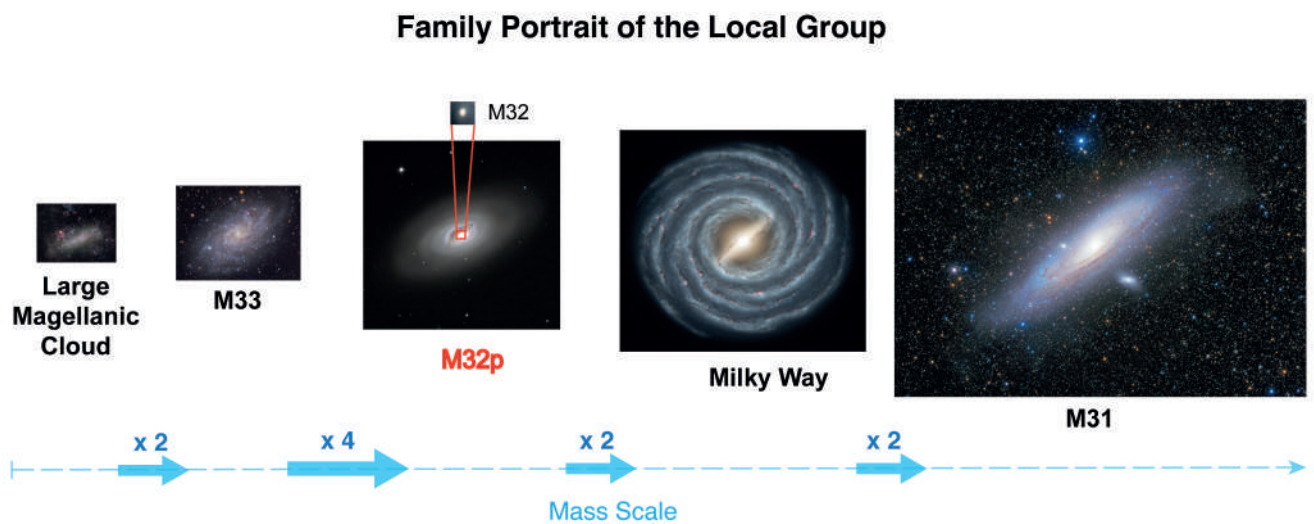 Family Portrait of the Local Group
M32
Large
Magellanic
Cloud
M33
M32p
Milky Way
M31
x 2
x 4
x 2
x 2
Mass Scale